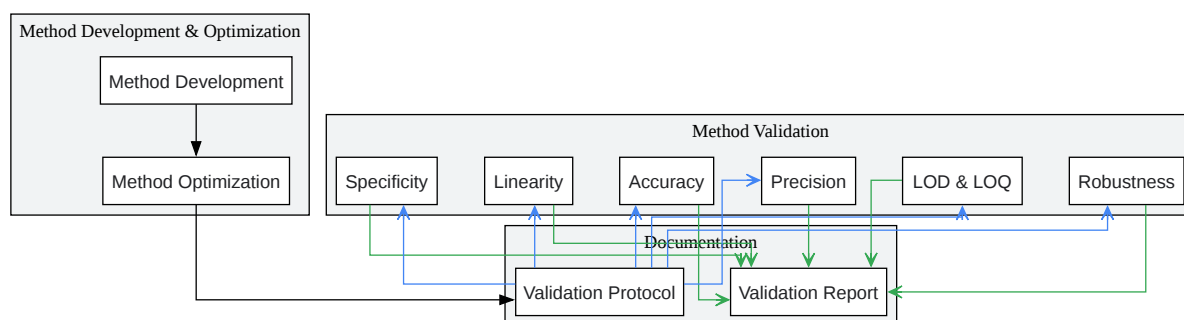 Method Development & Optimization
Method Development
Method Optimization
Method Validation
Specificity
Linearity
Accuracy
Precision
LOD & LOQ
Robustness
Documentation
Validation Protocol
Validation Report